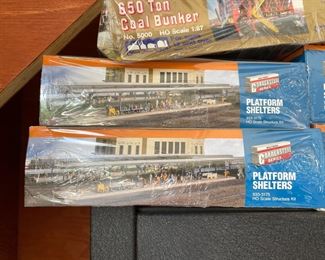 650 Ton
Coal Bunker
No. 5000 HO Scale 1:87
CORNERSTONE
SERIES
PLATFORM
SHELTERS
933-3175
HO Scale Structure Kit
CORNERSTONE
SERIES
PLATFORM
SHELTERS
933-3175
HO Scale Structure Kit